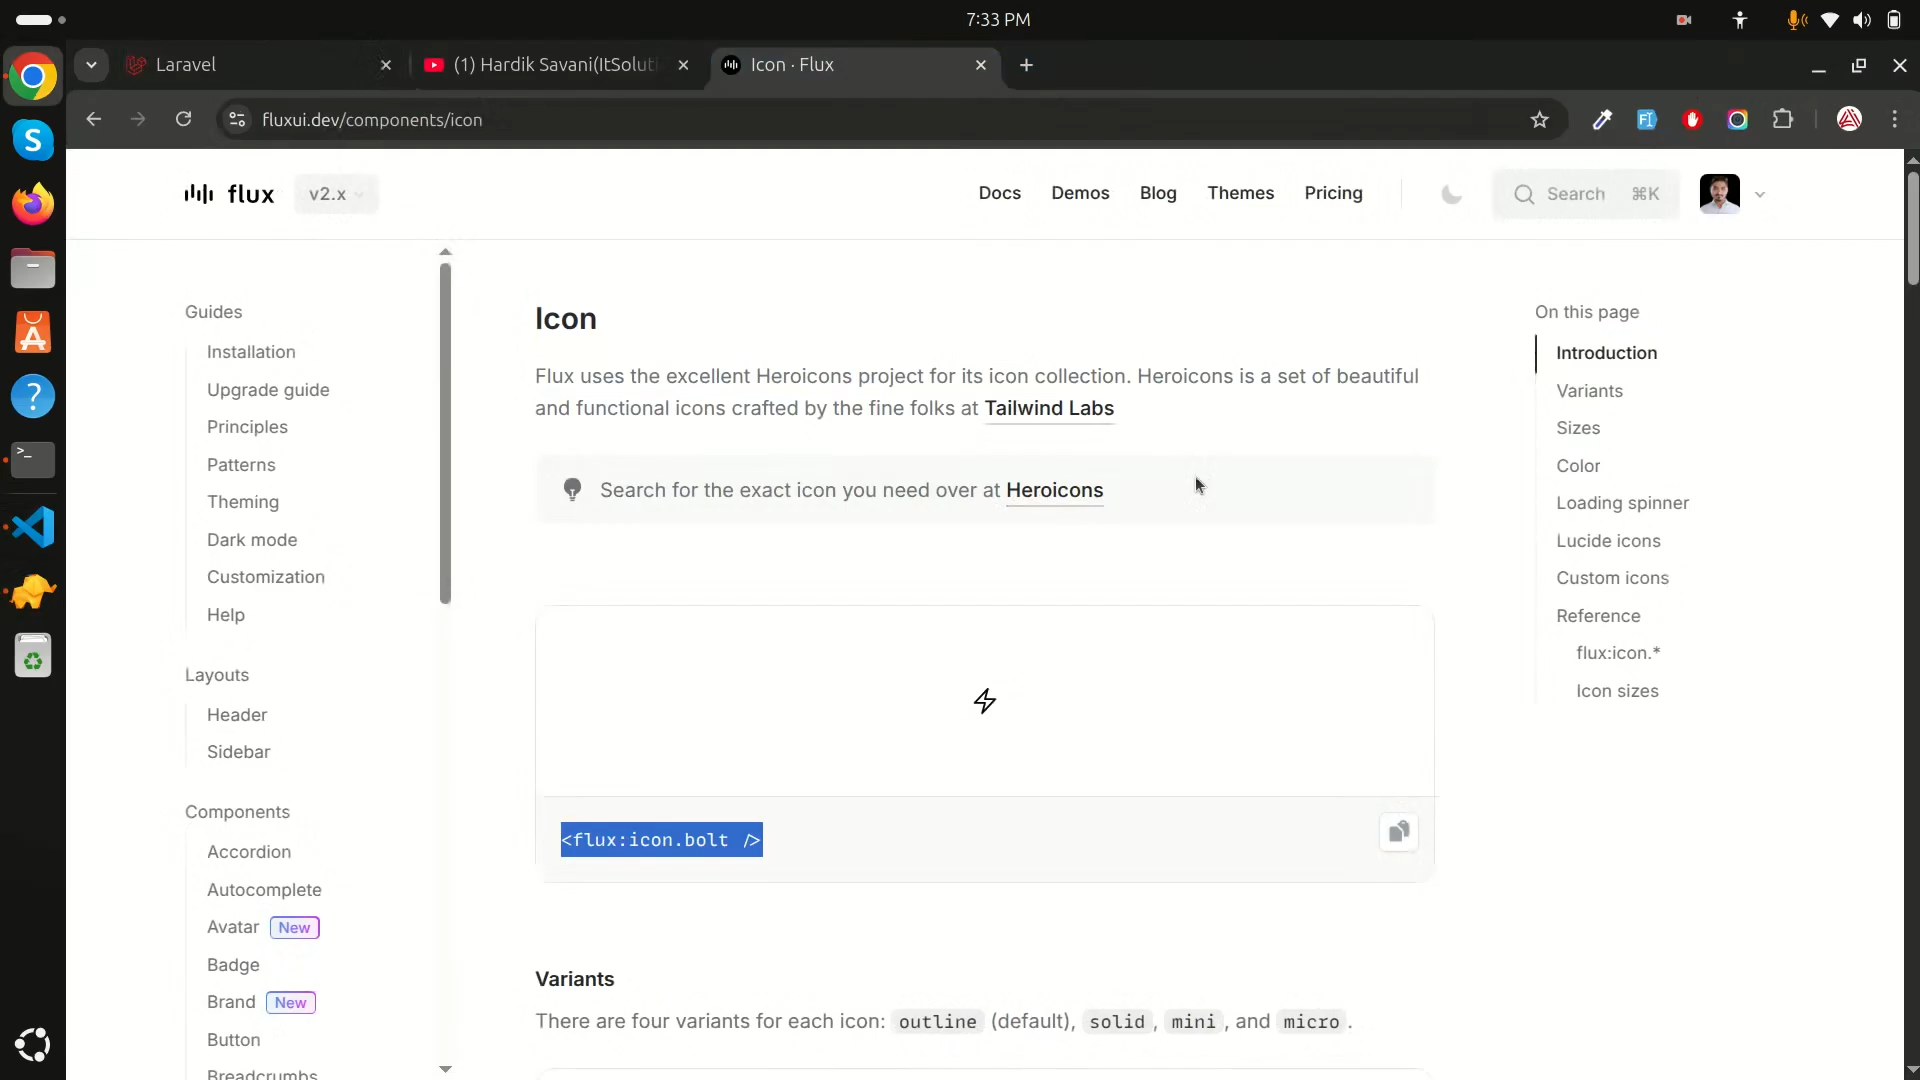 7:33 PM
Laravel
(1) Hardik Savani(ItSoluti
Icon · Flux
fluxui.dev/components/icon
flux
v2.x
Docs
Demos
Blog
Themes
Pricing
Search
⌘K
Guides
Installation
Upgrade guide
Principles
Patterns
Theming
Dark mode
Customization
Help
Layouts
Header
Sidebar
Components
Accordion
Autocomplete
Avatar New
Badge
Brand New
Button
Breadcrumbs
Icon
Flux uses the excellent Heroicons project for its icon collection. Heroicons is a set of beautiful
and functional icons crafted by the fine folks at Tailwind Labs
Search for the exact icon you need over at Heroicons
<flux:icon.bolt />
Variants
There are four variants for each icon: outline (default), solid, mini, and micro.
On this page
Introduction
Variants
Sizes
Color
Loading spinner
Lucide icons
Custom icons
Reference
flux:icon.*
Icon sizes